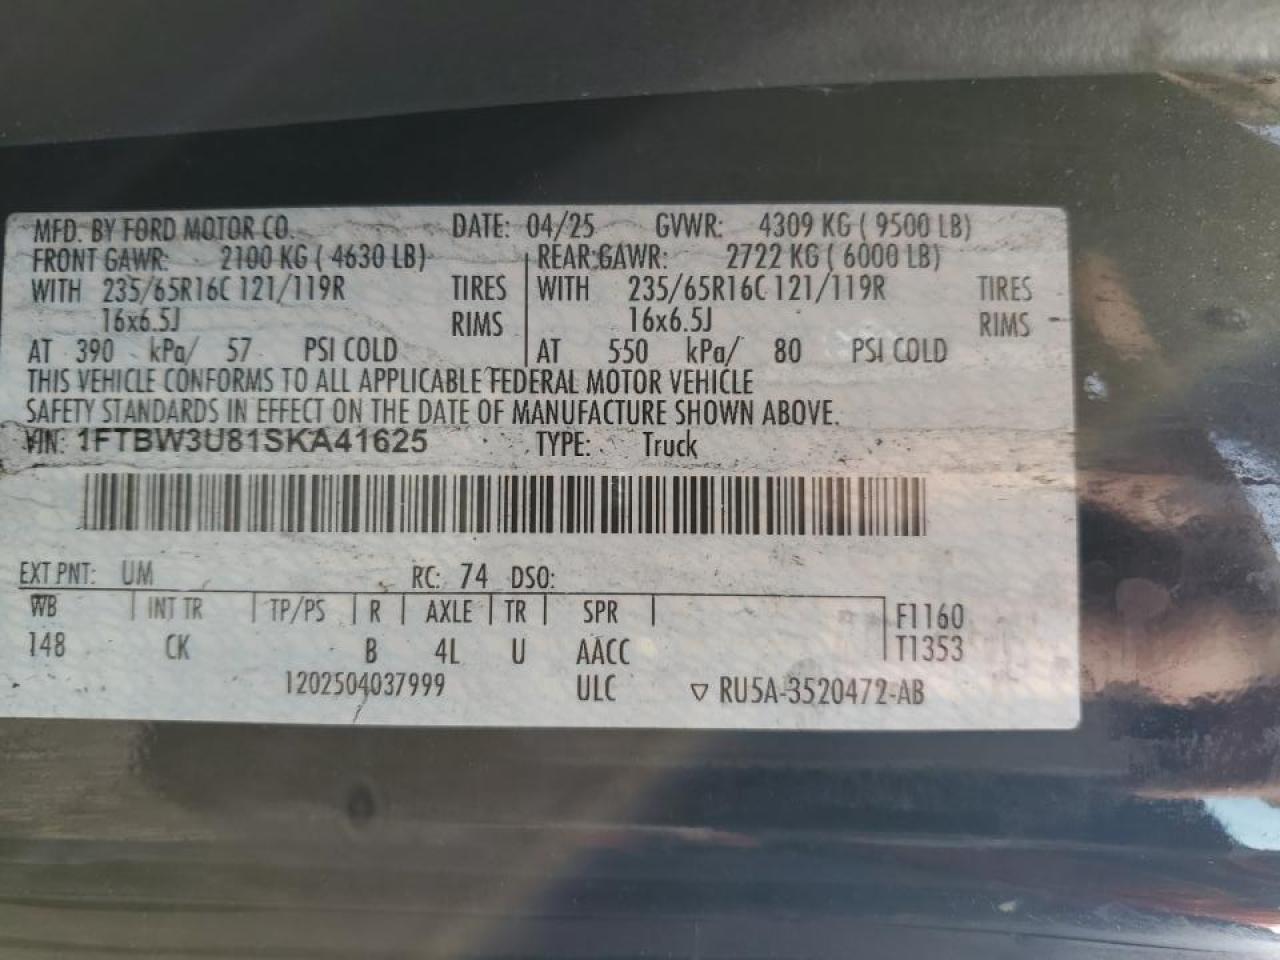 MFD. BY FORD MOTOR CO. DATE: 04/25 GVWR: 4309 KG ( 9500 LB)
FRONT GAWR: 2100 KG ( 4630 LB) REAR GAWR: 2722 KG ( 6000 LB)
WITH 235/65R16C 121/119R TIRES WITH 235/65R16C 121/119R TIRES
16x6.5J RIMS 16x6.5J RIMS
AT 390 kPa/ 57 PSI COLD AT 550 kPa/ 80 PSI COLD
THIS VEHICLE CONFORMS TO ALL APPLICABLE FEDERAL MOTOR VEHICLE
SAFETY STANDARDS IN EFFECT ON THE DATE OF MANUFACTURE SHOWN ABOVE.
VIN: 1FTBW3U81SKA41625 TYPE: Truck
EXT PNT: UM RC: 74 DSO:
WB INT TR TP/PS R AXLE TR SPR F1160
148 CK B 4L U AACC T1353
1202504037999 ULC ▽ RU5A-3520472-AB